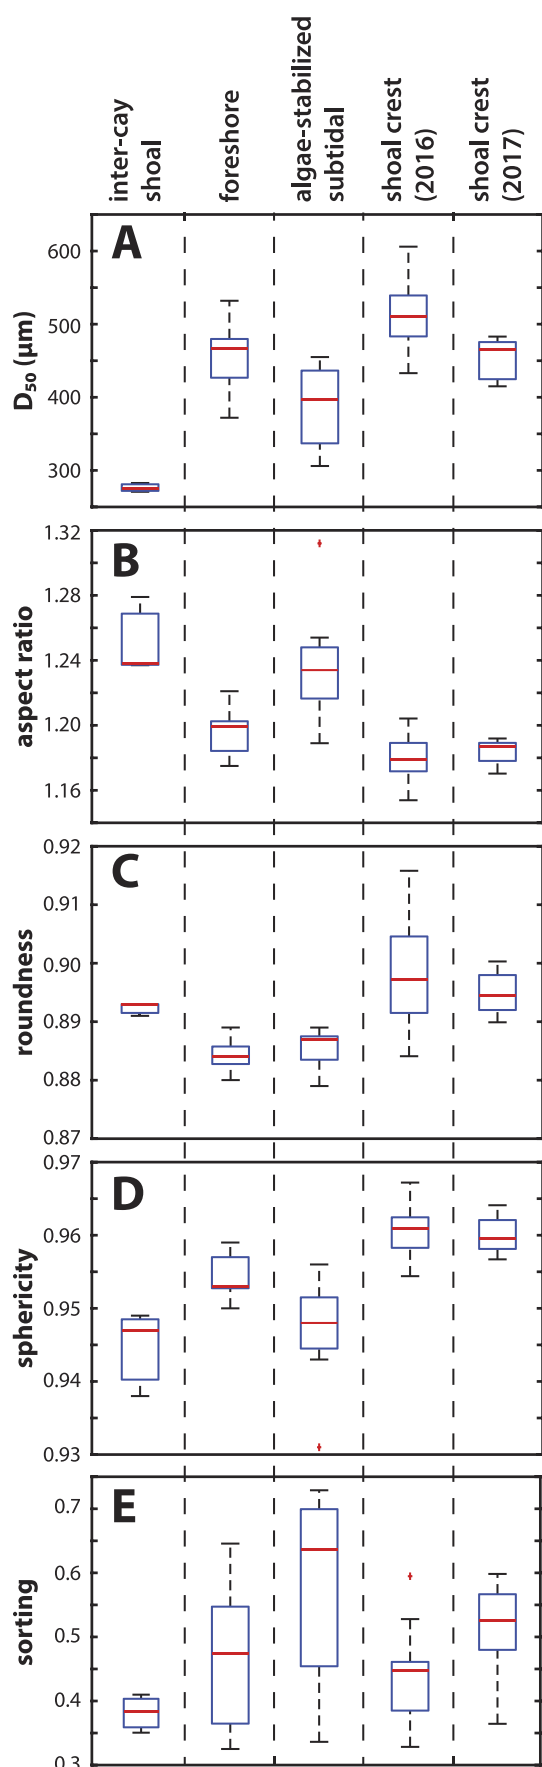 inter-cay
shoal
foreshore
algae-stabilized
subtidal
shoal crest
(2016)
shoal crest
(2017)
A
600
500
400
300
D₅₀ (µm)
B
1.32
1.28
1.24
1.20
1.16
aspect ratio
C
0.92
0.91
0.90
0.89
0.88
0.87
roundness
D
0.97
0.96
0.95
0.94
0.93
sphericity
E
0.7
0.6
0.5
0.4
0.3
sorting